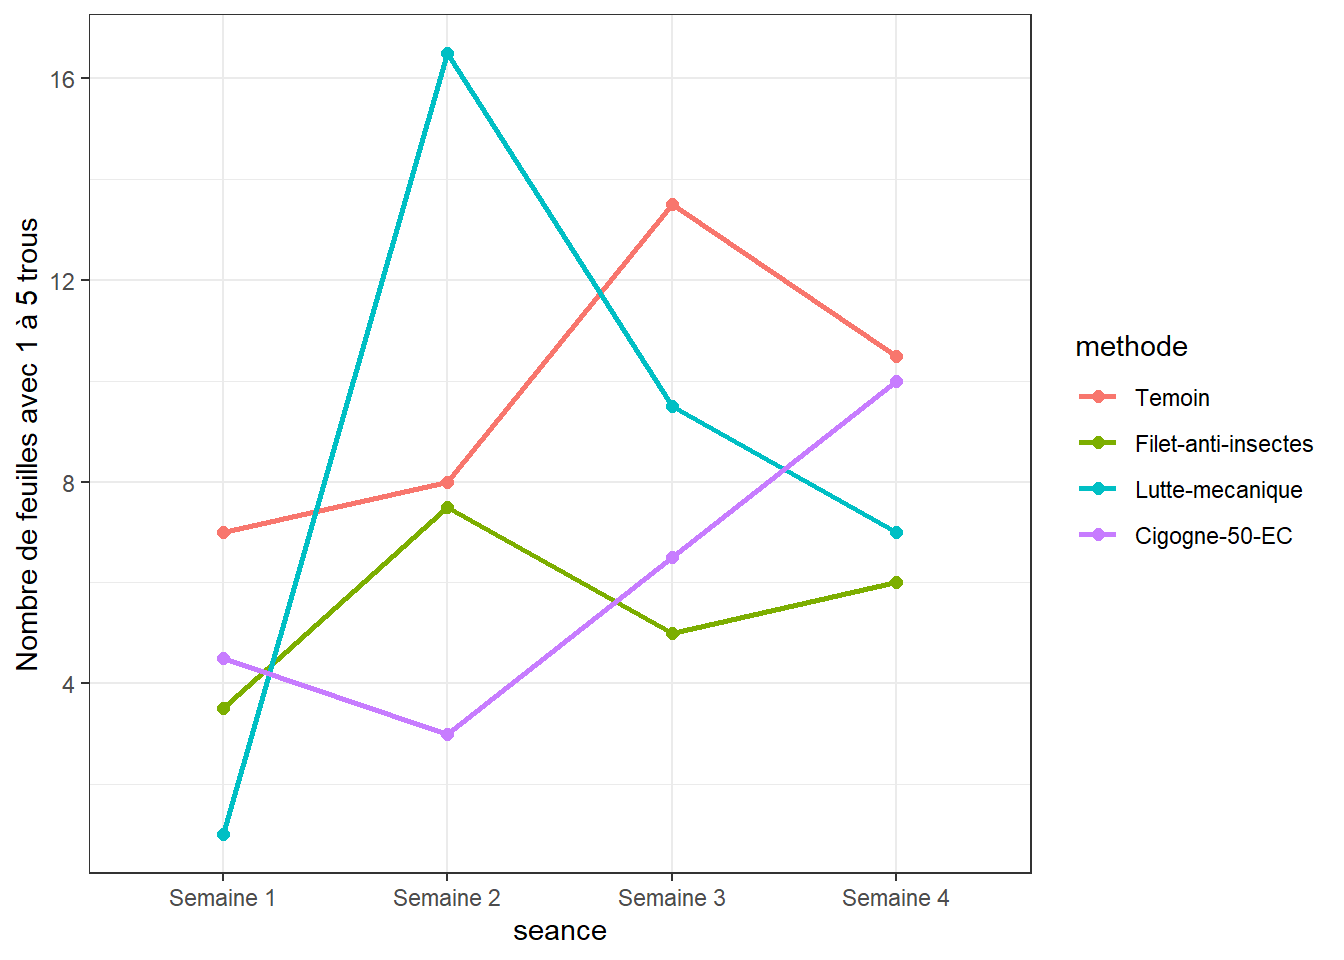 Nombre de feuilles avec 1 à 5 trous
16
12
8
4
Semaine 1
Semaine 2
Semaine 3
Semaine 4
seance
methode
Temoin
Filet-anti-insectes
Lutte-mecanique
Cigogne-50-EC